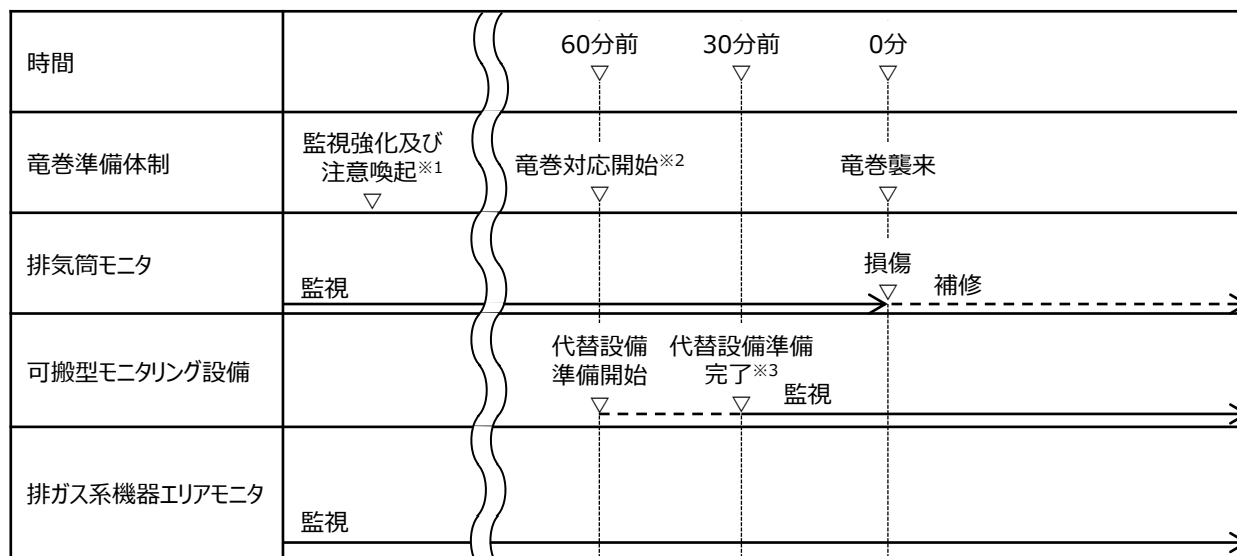 時間
60分前
30分前
0分
竜巻準備体制
監視強化及び
注意喚起※1
竜巻対応開始※2
竜巻襲来
排気筒モニタ
監視
損傷
補修
可搬型モニタリング設備
代替設備
準備開始
代替設備準備
完了※3
監視
排ガス系機器エリアモニタ
監視